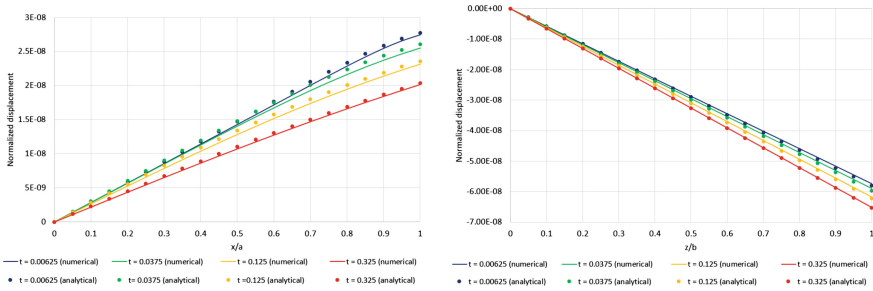 3E-08
2.5E-08
2E-08
1.5E-08
1E-08
5E-09
0
Normalized displacement
0 0.1 0.2 0.3 0.4 0.5 0.6 0.7 0.8 0.9 1
x/a
t = 0.00625 (numerical) t = 0.0375 (numerical) t = 0.125 (numerical) t = 0.325 (numerical)
t = 0.00625 (analytical) t= 0.0375 (analytical) t =0.125 (analytical) t = 0.325 (analytical)
0.00E+00
-1.00E-08
-2.00E-08
-3.00E-08
-4.00E-08
-5.00E-08
-6.00E-08
-7.00E-08
Normalized displacement
0 0.1 0.2 0.3 0.4 0.5 0.6 0.7 0.8 0.9 1
z/b
t = 0.00625 (numerical) t = 0.0375 (numerical) t = 0.125 (numerical) t = 0.325 (numerical)
t = 0.00625 (analytical) t = 0.0375 (analytical) t = 0.125 (analytical) t = 0.325 (analytical)